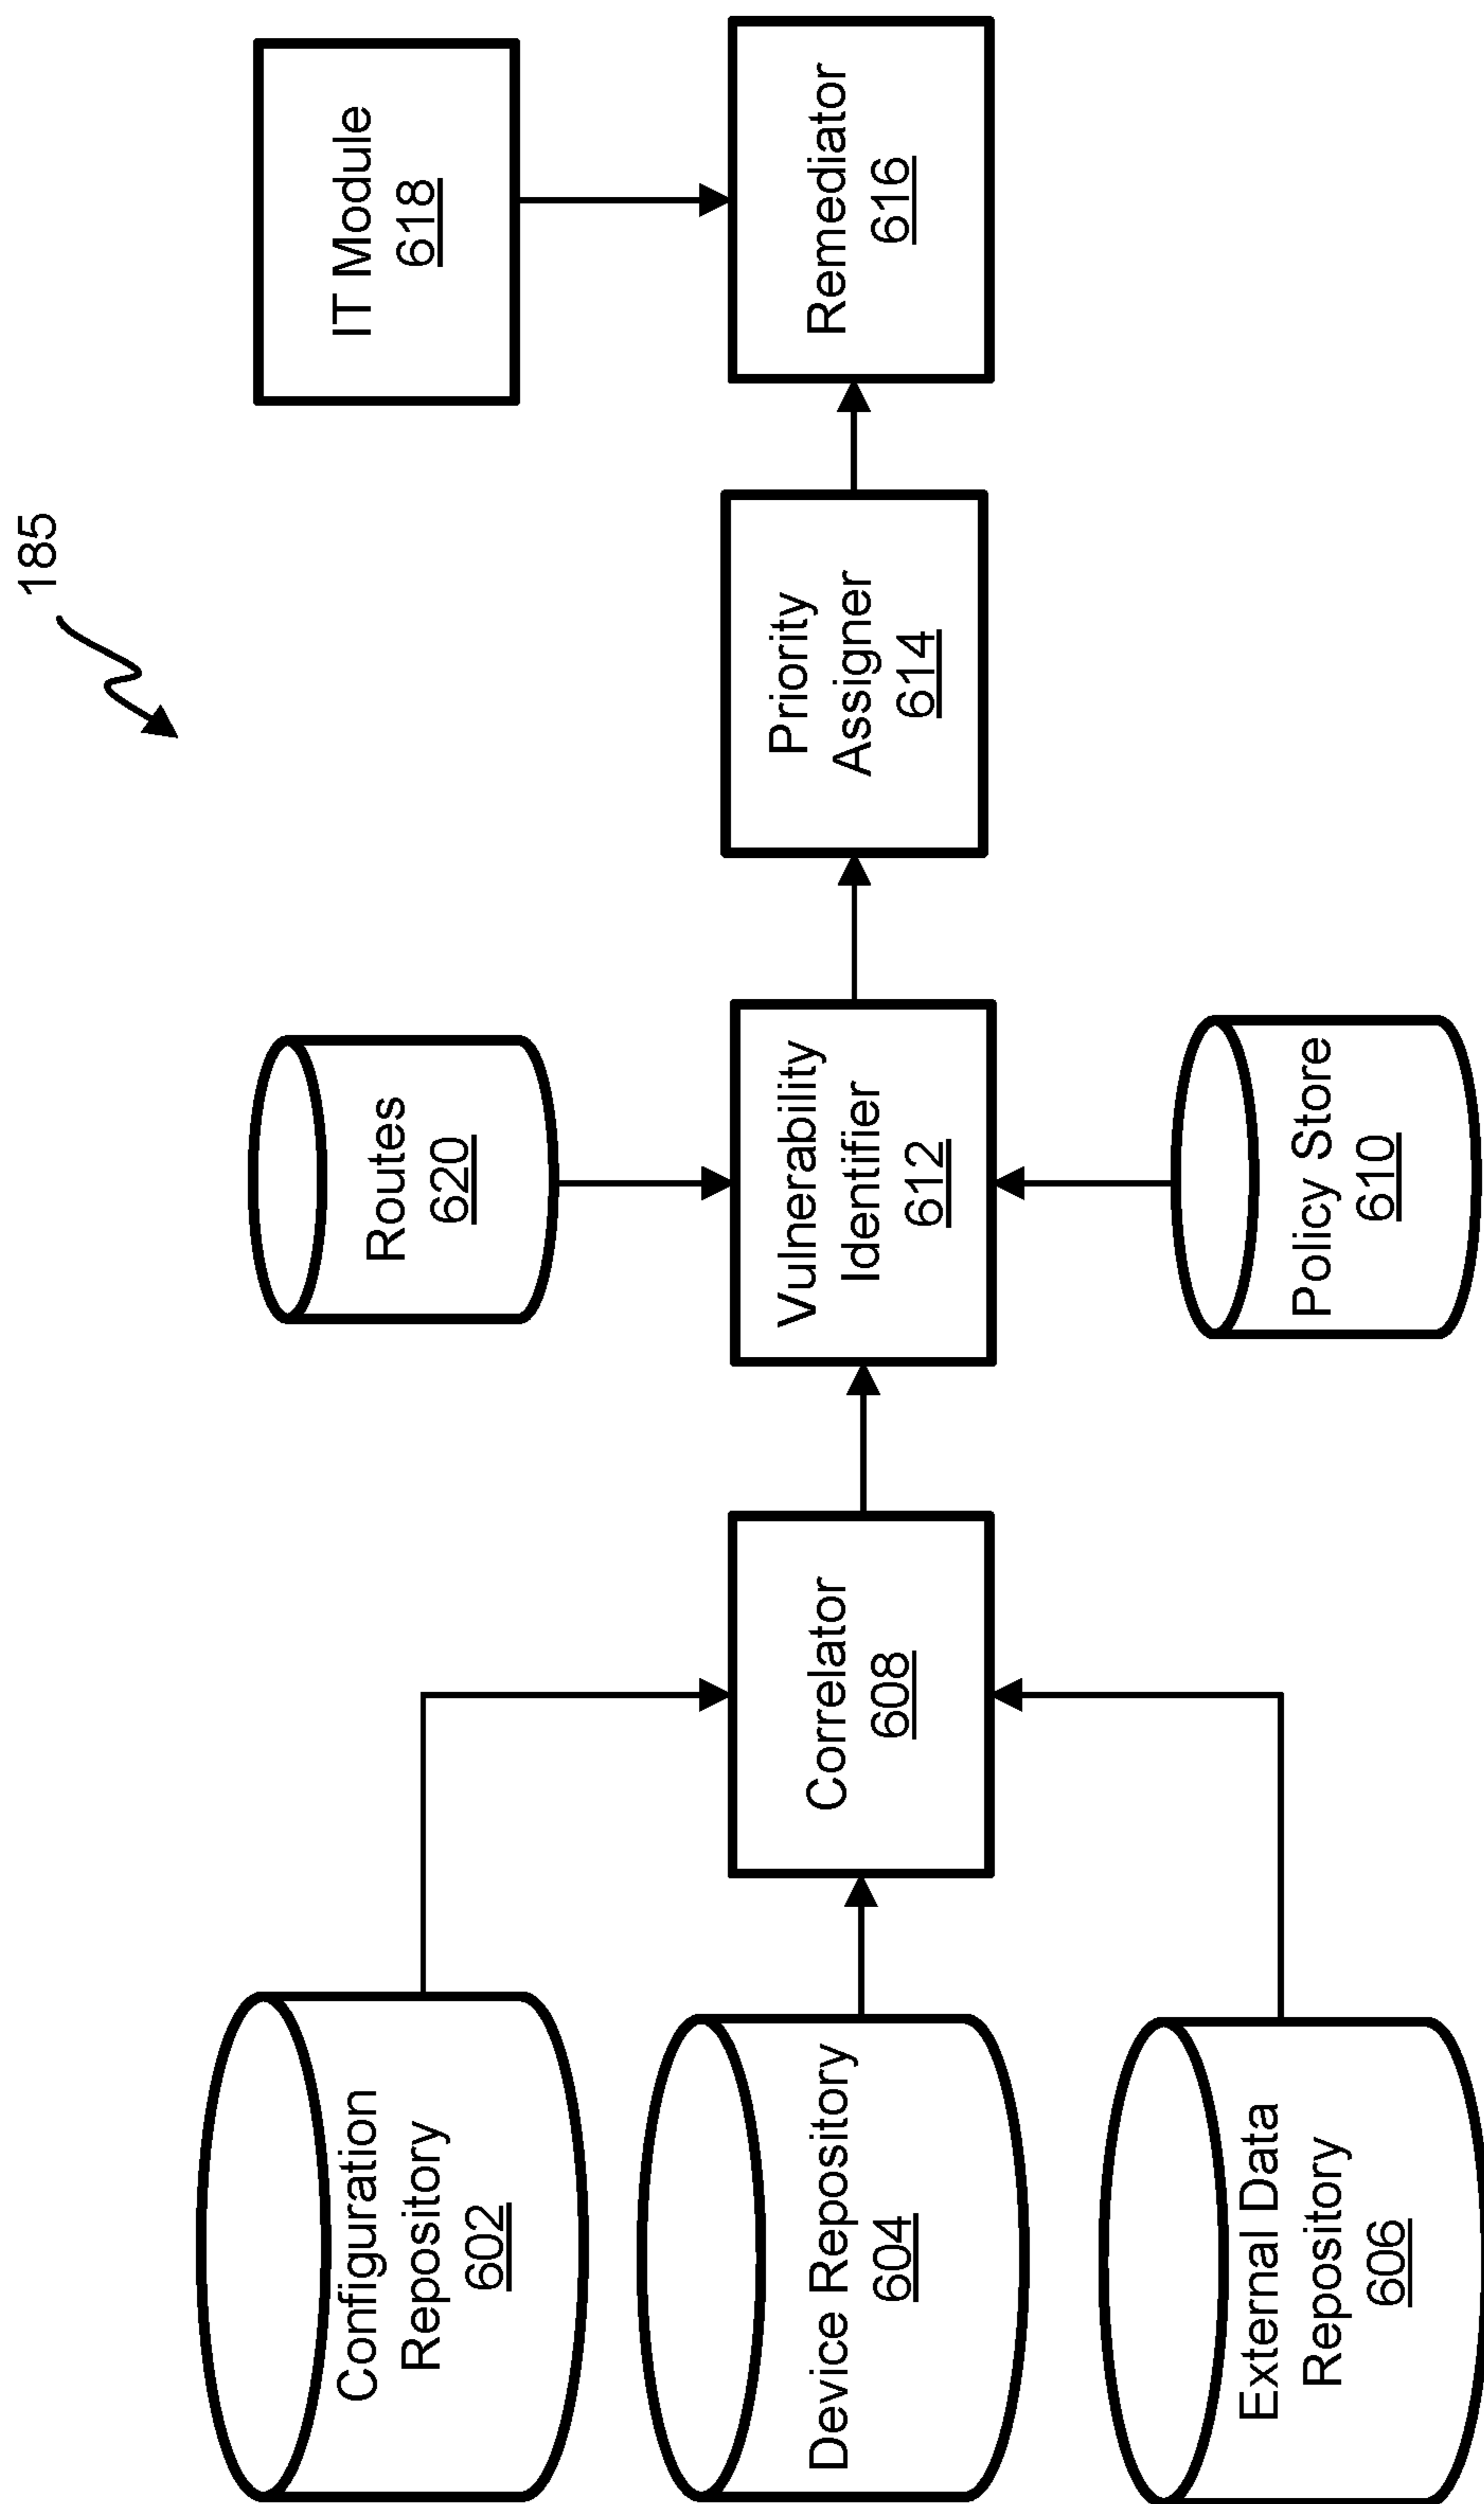 185
Configuration
Repository
602
Device Repository
604
External Data
Repository
606
Correlator
608
Routes
620
Vulnerability
Identifier
612
Policy Store
610
Priority
Assigner
614
IT Module
618
Remediator
616